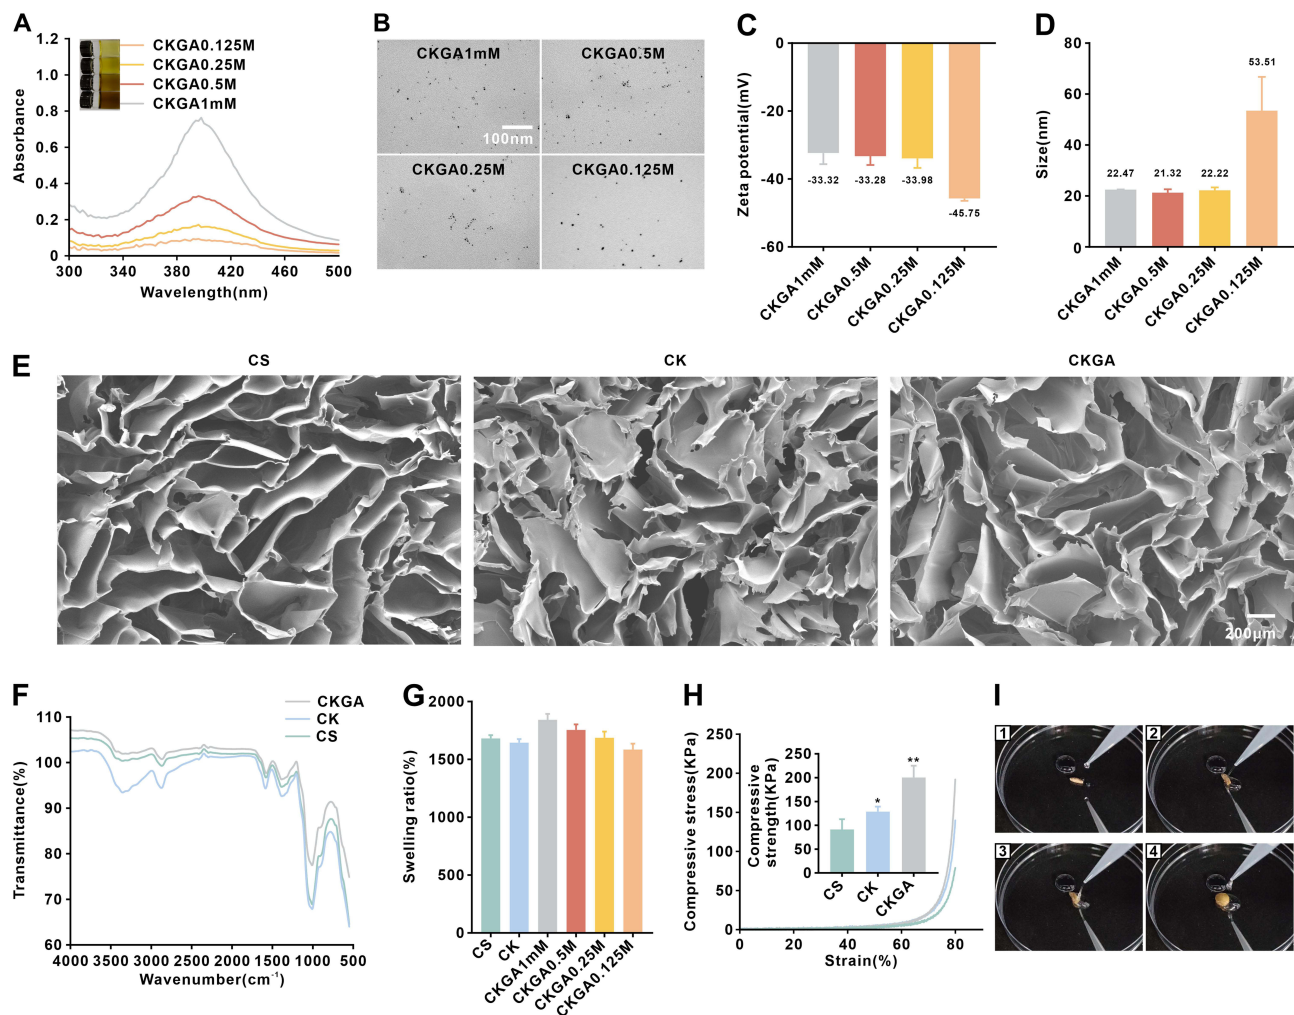 A
CKGA0.125M
CKGA0.25M
CKGA0.5M
CKGA1mM
Absorbance
1.2
1.0
0.8
0.6
0.4
0.2
0
300 340 380 420 460 500
Wavelength(nm)
B
CKGA1mM
CKGA0.5M
100nm
CKGA0.25M
CKGA0.125M
C
Zeta potential(mV)
0
-20
-40
-60
-33.32
-33.28
-33.98
-45.75
CKGA1mM
CKGA0.5M
CKGA0.25M
CKGA0.125M
D
Size(nm)
80
60
40
20
0
22.47
21.32
22.22
53.51
CKGA1mM
CKGA0.5M
CKGA0.25M
CKGA0.125M
E
CS
CK
CKGA
200μm
F
CKGA
CK
CS
Transmittance(%)
110
100
90
80
70
60
4000 3500 3000 2500 2000 1500 1000 500
Wavenumber(cm⁻¹)
G
Swelling ratio(%)
2000
1500
1000
500
0
CS
CK
CKGA1mM
CKGA0.5M
CKGA0.25M
CKGA0.125M
H
Compressive stress(KPa)
250
200
150
100
50
0
0 20 40 60 80
Strain(%)
Compressive
strength(KPa)
250
200
150
100
50
0
*
**
CS
CK
CKGA
I
1
2
3
4